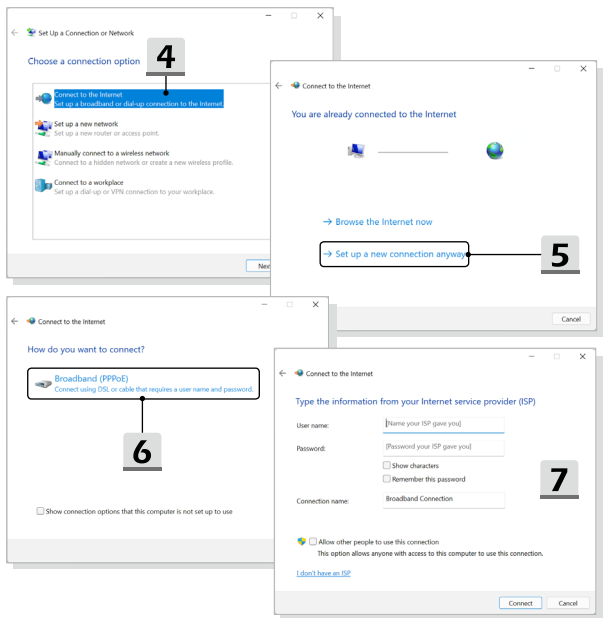 Set Up a Connection or Network
Choose a connection option
4
Connect to the Internet
Set up a broadband or dial-up connection to the Internet.
Set up a new network
Set up a new router or access point.
Manually connect to a wireless network
Connect to a hidden network or create a new wireless profile.
Connect to a workplace
Set up a dial-up or VPN connection to your workplace.
Connect to the Internet
You are already connected to the Internet
→ Browse the Internet now
→ Set up a new connection anyway
5
Cancel
Connect to the Internet
How do you want to connect?
Broadband (PPPoE)
Connect using DSL or cable that requires a user name and password.
6
Show connection options that this computer is not set up to use
Connect to the Internet
Type the information from your Internet service provider (ISP)
User name: [Name your ISP gave you]
Password: [Password your ISP gave you]
Show characters
Remember this password
7
Connection name: Broadband Connection
Allow other people to use this connection
This option allows anyone with access to this computer to use this connection.
I don't have an ISP
Connect Cancel